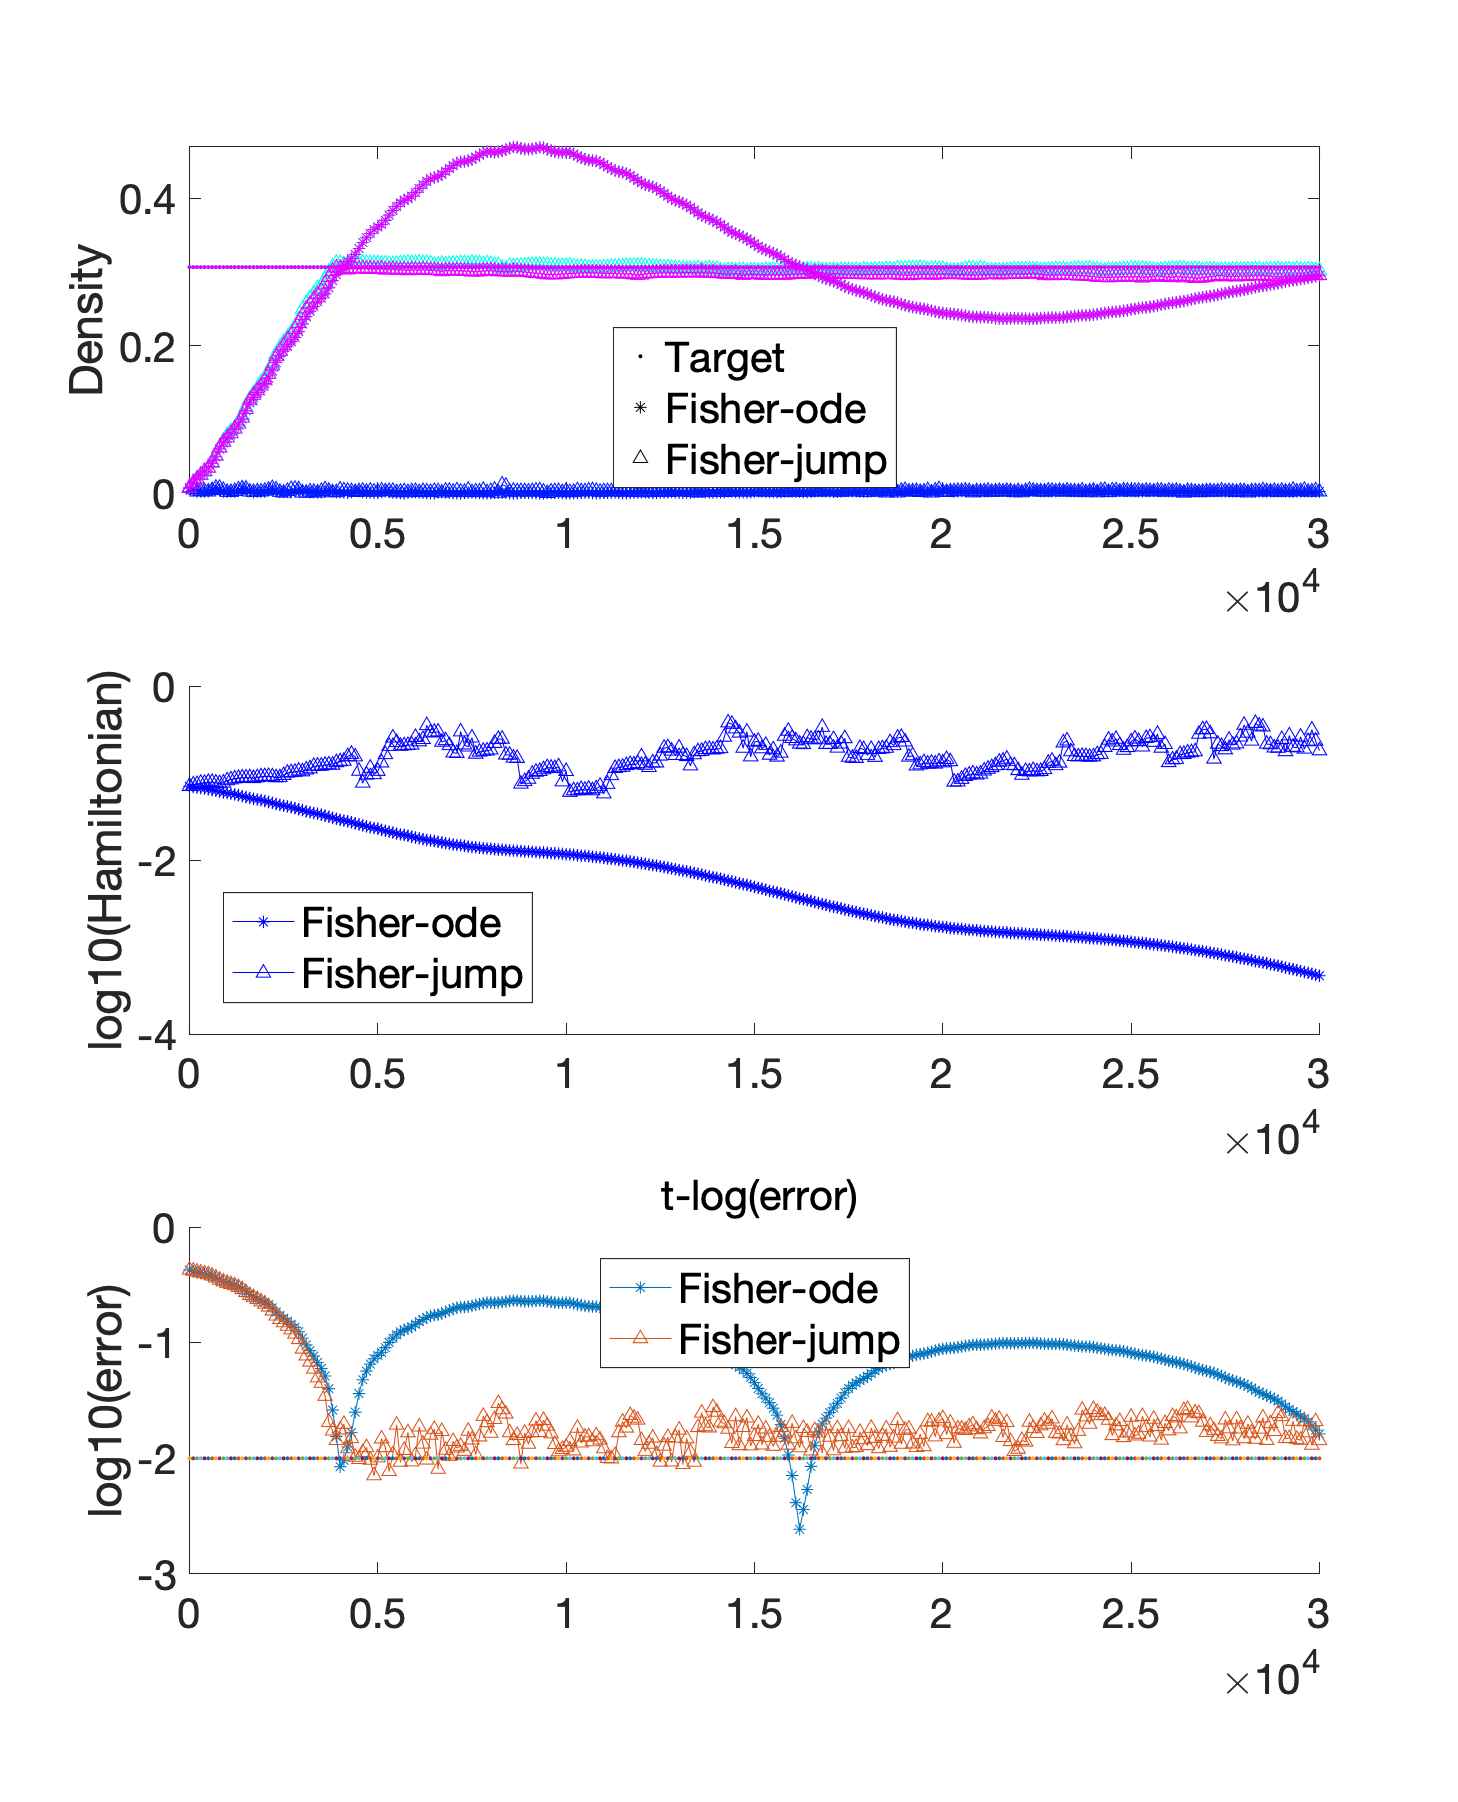 Density
0.4
0.2
0
Target
Fisher-ode
Fisher-jump
0 0.5 1 1.5 2 2.5 3
×10^4
log10(Hamiltonian)
0
-2
-4
Fisher-ode
Fisher-jump
0 0.5 1 1.5 2 2.5 3
×10^4
t-log(error)
log10(error)
0
-1
-2
-3
Fisher-ode
Fisher-jump
0 0.5 1 1.5 2 2.5 3
×10^4